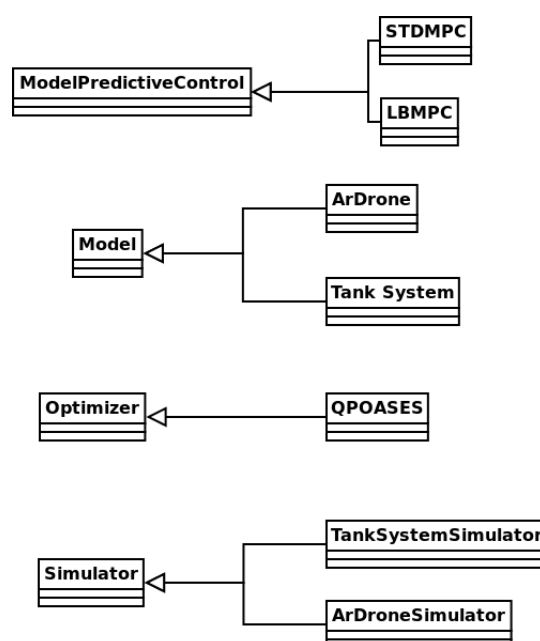 STDMPC
ModelPredictiveControl
LBMPC
ArDrone
Model
Tank System
Optimizer
QPOASES
TankSystemSimulator
Simulator
ArDroneSimulator